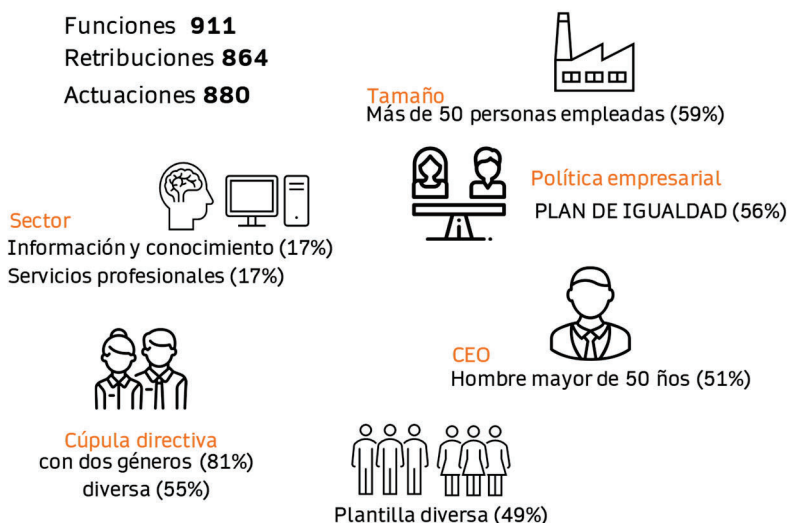 Funciones 911
Retribuciones 864
Actuaciones 880
Tamaño
Más de 50 personas empleadas (59%)
Política empresarial
PLAN DE IGUALDAD (56%)
Sector
Información y conocimiento (17%)
Servicios profesionales (17%)
CEO
Hombre mayor de 50 ños (51%)
Cúpula directiva
con dos géneros (81%)
diversa (55%)
Plantilla diversa (49%)